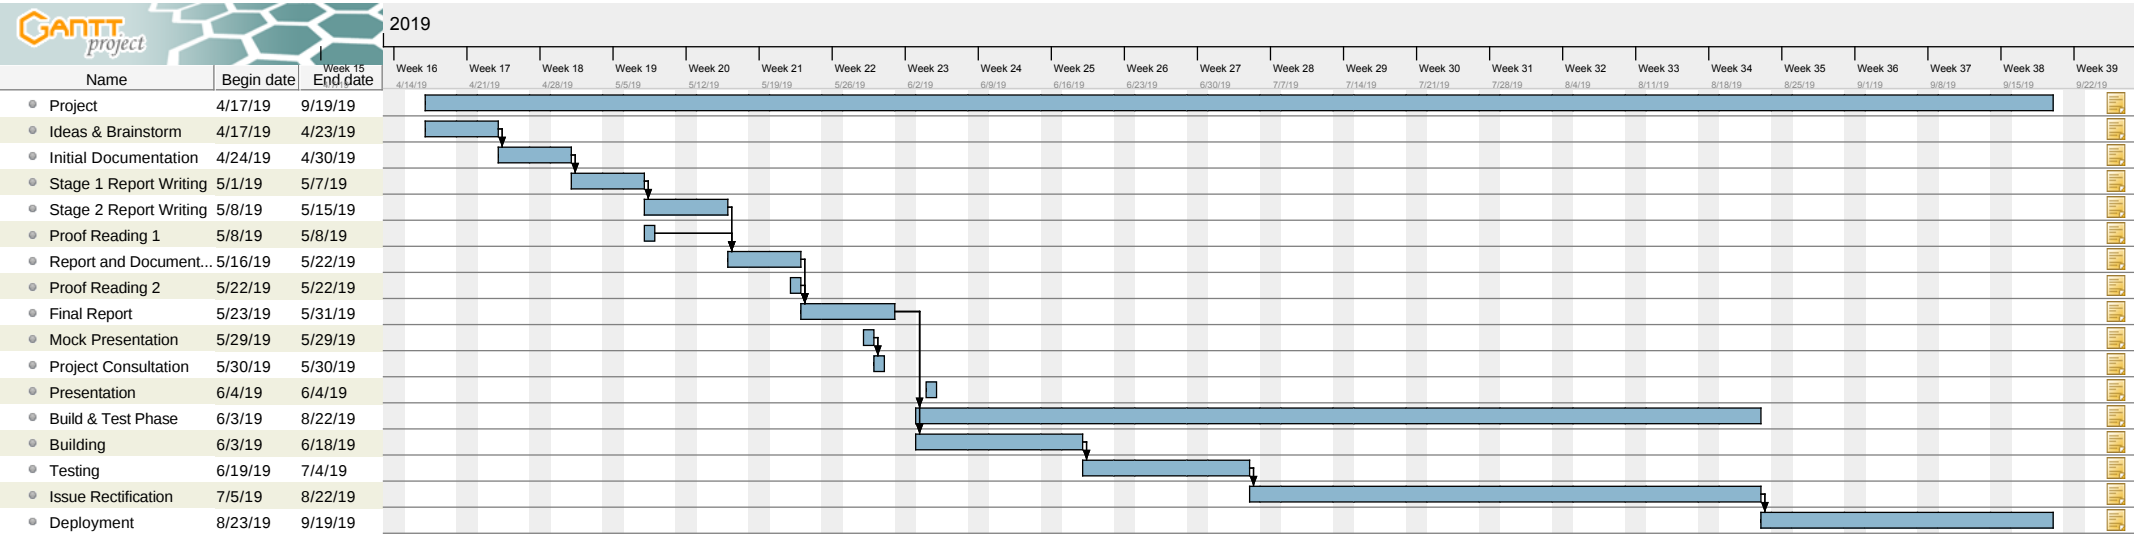 GANTT
project
2019
Week 15 Week 16 Week 17 Week 18 Week 19 Week 20 Week 21 Week 22 Week 23 Week 24 Week 25 Week 26 Week 27 Week 28 Week 29 Week 30 Week 31 Week 32 Week 33 Week 34 Week 35 Week 36 Week 37 Week 38 Week 39
Name Begin date End date
4/14/19 4/21/19 4/28/19 5/5/19 5/12/19 5/19/19 5/26/19 6/2/19 6/9/19 6/16/19 6/23/19 6/30/19 7/7/19 7/14/19 7/21/19 7/28/19 8/4/19 8/11/19 8/18/19 8/25/19 9/1/19 9/8/19 9/15/19 9/22/19
Project 4/17/19 9/19/19
Ideas & Brainstorm 4/17/19 4/23/19
Initial Documentation 4/24/19 4/30/19
Stage 1 Report Writing 5/1/19 5/7/19
Stage 2 Report Writing 5/8/19 5/15/19
Proof Reading 1 5/8/19 5/8/19
Report and Document... 5/16/19 5/22/19
Proof Reading 2 5/22/19 5/22/19
Final Report 5/23/19 5/31/19
Mock Presentation 5/29/19 5/29/19
Project Consultation 5/30/19 5/30/19
Presentation 6/4/19 6/4/19
Build & Test Phase 6/3/19 8/22/19
Building 6/3/19 6/18/19
Testing 6/19/19 7/4/19
Issue Rectification 7/5/19 8/22/19
Deployment 8/23/19 9/19/19